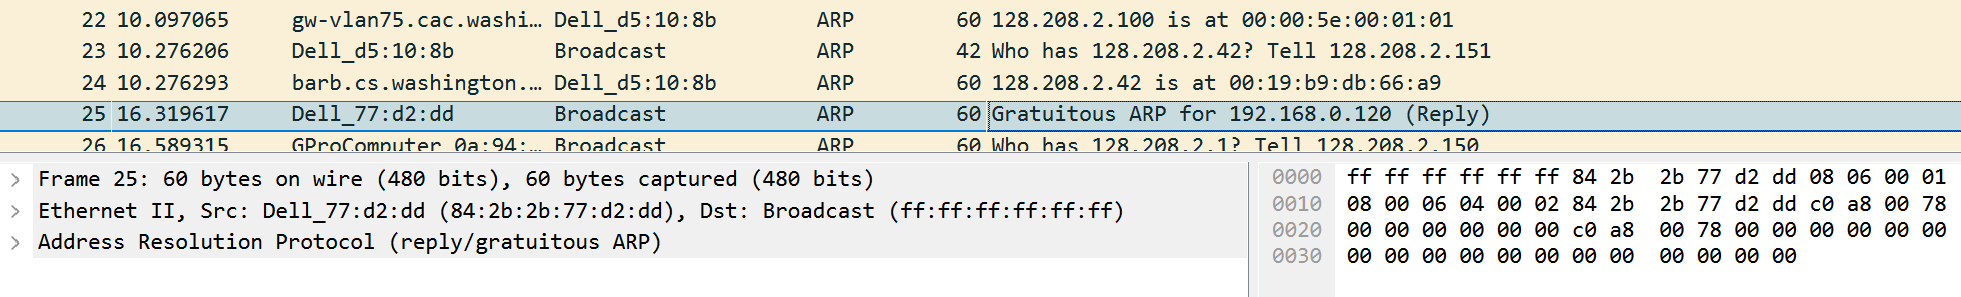 22 10.097065 gw-vlan75.cac.washi… Dell_d5:10:8b ARP 60 128.208.2.100 is at 00:00:5e:00:01:01
23 10.276206 Dell_d5:10:8b Broadcast ARP 42 Who has 128.208.2.42? Tell 128.208.2.151
24 10.276293 barb.cs.washington.… Dell_d5:10:8b ARP 60 128.208.2.42 is at 00:19:b9:db:66:a9
25 16.319617 Dell_77:d2:dd Broadcast ARP 60 Gratuitous ARP for 192.168.0.120 (Reply)
26 16.589315 GProComputer_0a:94:… Broadcast ARP 60 Who has 128.208.2.1? Tell 128.208.2.150
Frame 25: 60 bytes on wire (480 bits), 60 bytes captured (480 bits)
Ethernet II, Src: Dell_77:d2:dd (84:2b:2b:77:d2:dd), Dst: Broadcast (ff:ff:ff:ff:ff:ff)
Address Resolution Protocol (reply/gratuitous ARP)
0000 ff ff ff ff ff ff 84 2b 2b 77 d2 dd 08 06 00 01
0010 08 00 06 04 00 02 84 2b 2b 77 d2 dd c0 a8 00 78
0020 00 00 00 00 00 00 c0 a8 00 78 00 00 00 00 00 00
0030 00 00 00 00 00 00 00 00 00 00 00 00